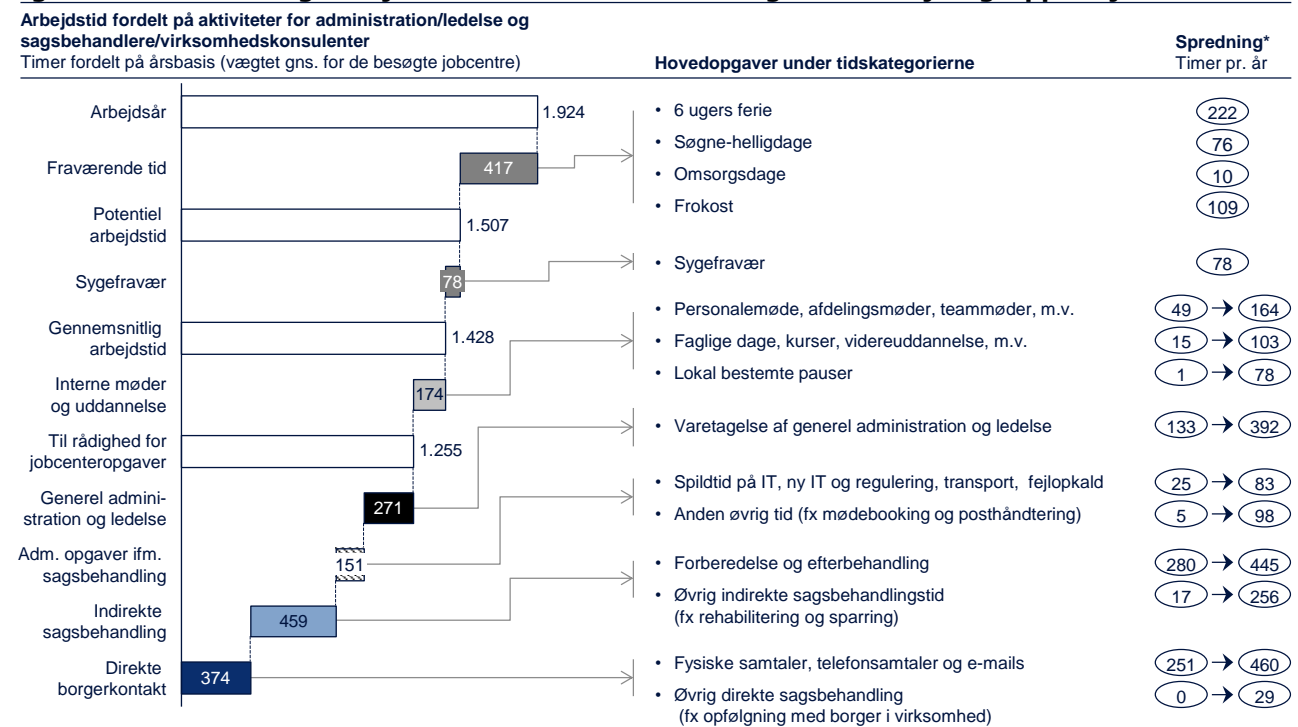 Arbejdstid fordelt på aktiviteter for administration/ledelse og
sagsbehandlere/virksomhedskonsulenter
Timer fordelt på årsbasis (vægtet gns. for de besøgte jobcentre)
Hovedopgaver under tidskategorierne
Spredning*
Timer pr. år
Arbejdsår
1.924
• 6 ugers ferie
222
• Søgne-helligdage
76
Fraværende tid
417
• Omsorgsdage
10
• Frokost
109
Potentiel
arbejdstid
1.507
Sygefravær
78
• Sygefravær
78
Gennemsnitlig
arbejdstid
1.428
• Personalemøde, afdelingsmøder, teammøder, m.v.
49 → 164
• Faglige dage, kurser, videreuddannelse, m.v.
15 → 103
• Lokal bestemte pauser
1 → 78
Interne møder
og uddannelse
174
Til rådighed for
jobcenteropgaver
1.255
• Varetagelse af generel administration og ledelse
133 → 392
Generel admini-
stration og ledelse
271
• Spildtid på IT, ny IT og regulering, transport, fejlopkald
25 → 83
• Anden øvrig tid (fx mødebooking og posthåndtering)
5 → 98
Adm. opgaver ifm.
sagsbehandling
151
• Forberedelse og efterbehandling
280 → 445
Indirekte
sagsbehandling
459
• Øvrig indirekte sagsbehandlingstid
(fx rehabilitering og sparring)
17 → 256
Direkte
borgerkontakt
374
• Fysiske samtaler, telefonsamtaler og e-mails
251 → 460
• Øvrig direkte sagsbehandling
(fx opfølgning med borger i virksomhed)
0 → 29